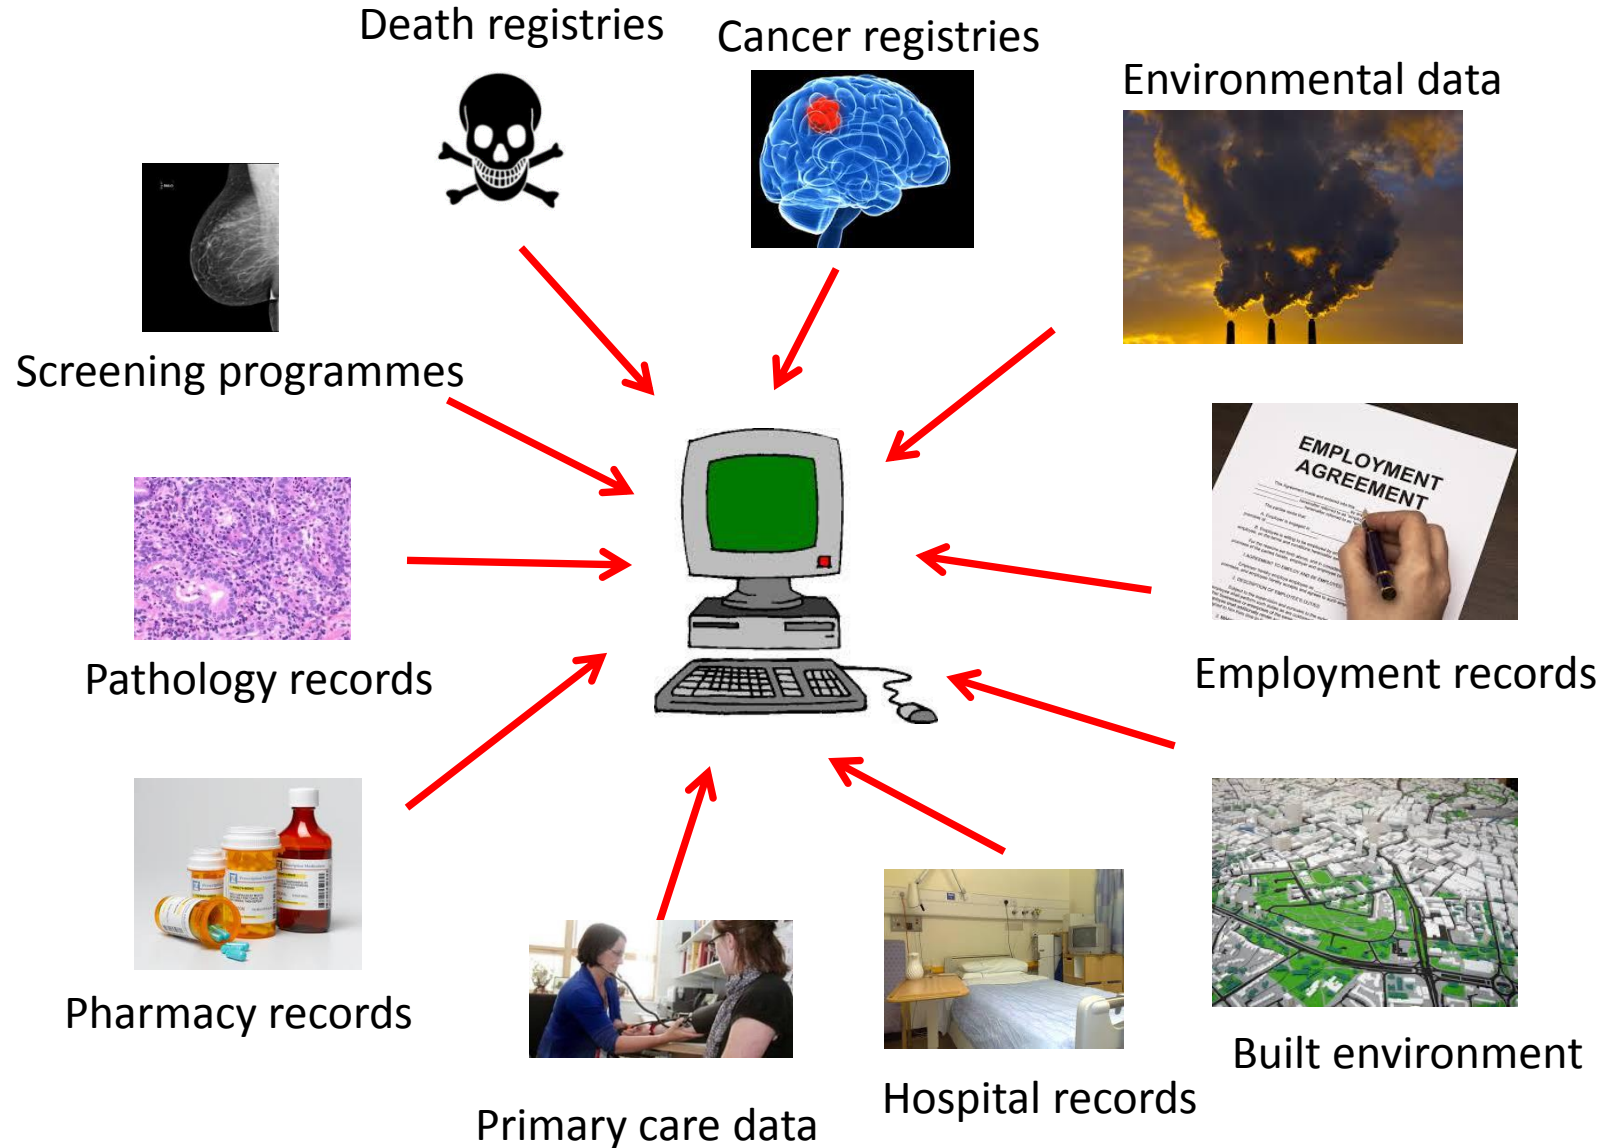 Death registries
Cancer registries
Environmental data
Screening programmes
EMPLOYMENT
AGREEMENT
Pathology records
Employment records
Pharmacy records
Built environment
Hospital records
Primary care data